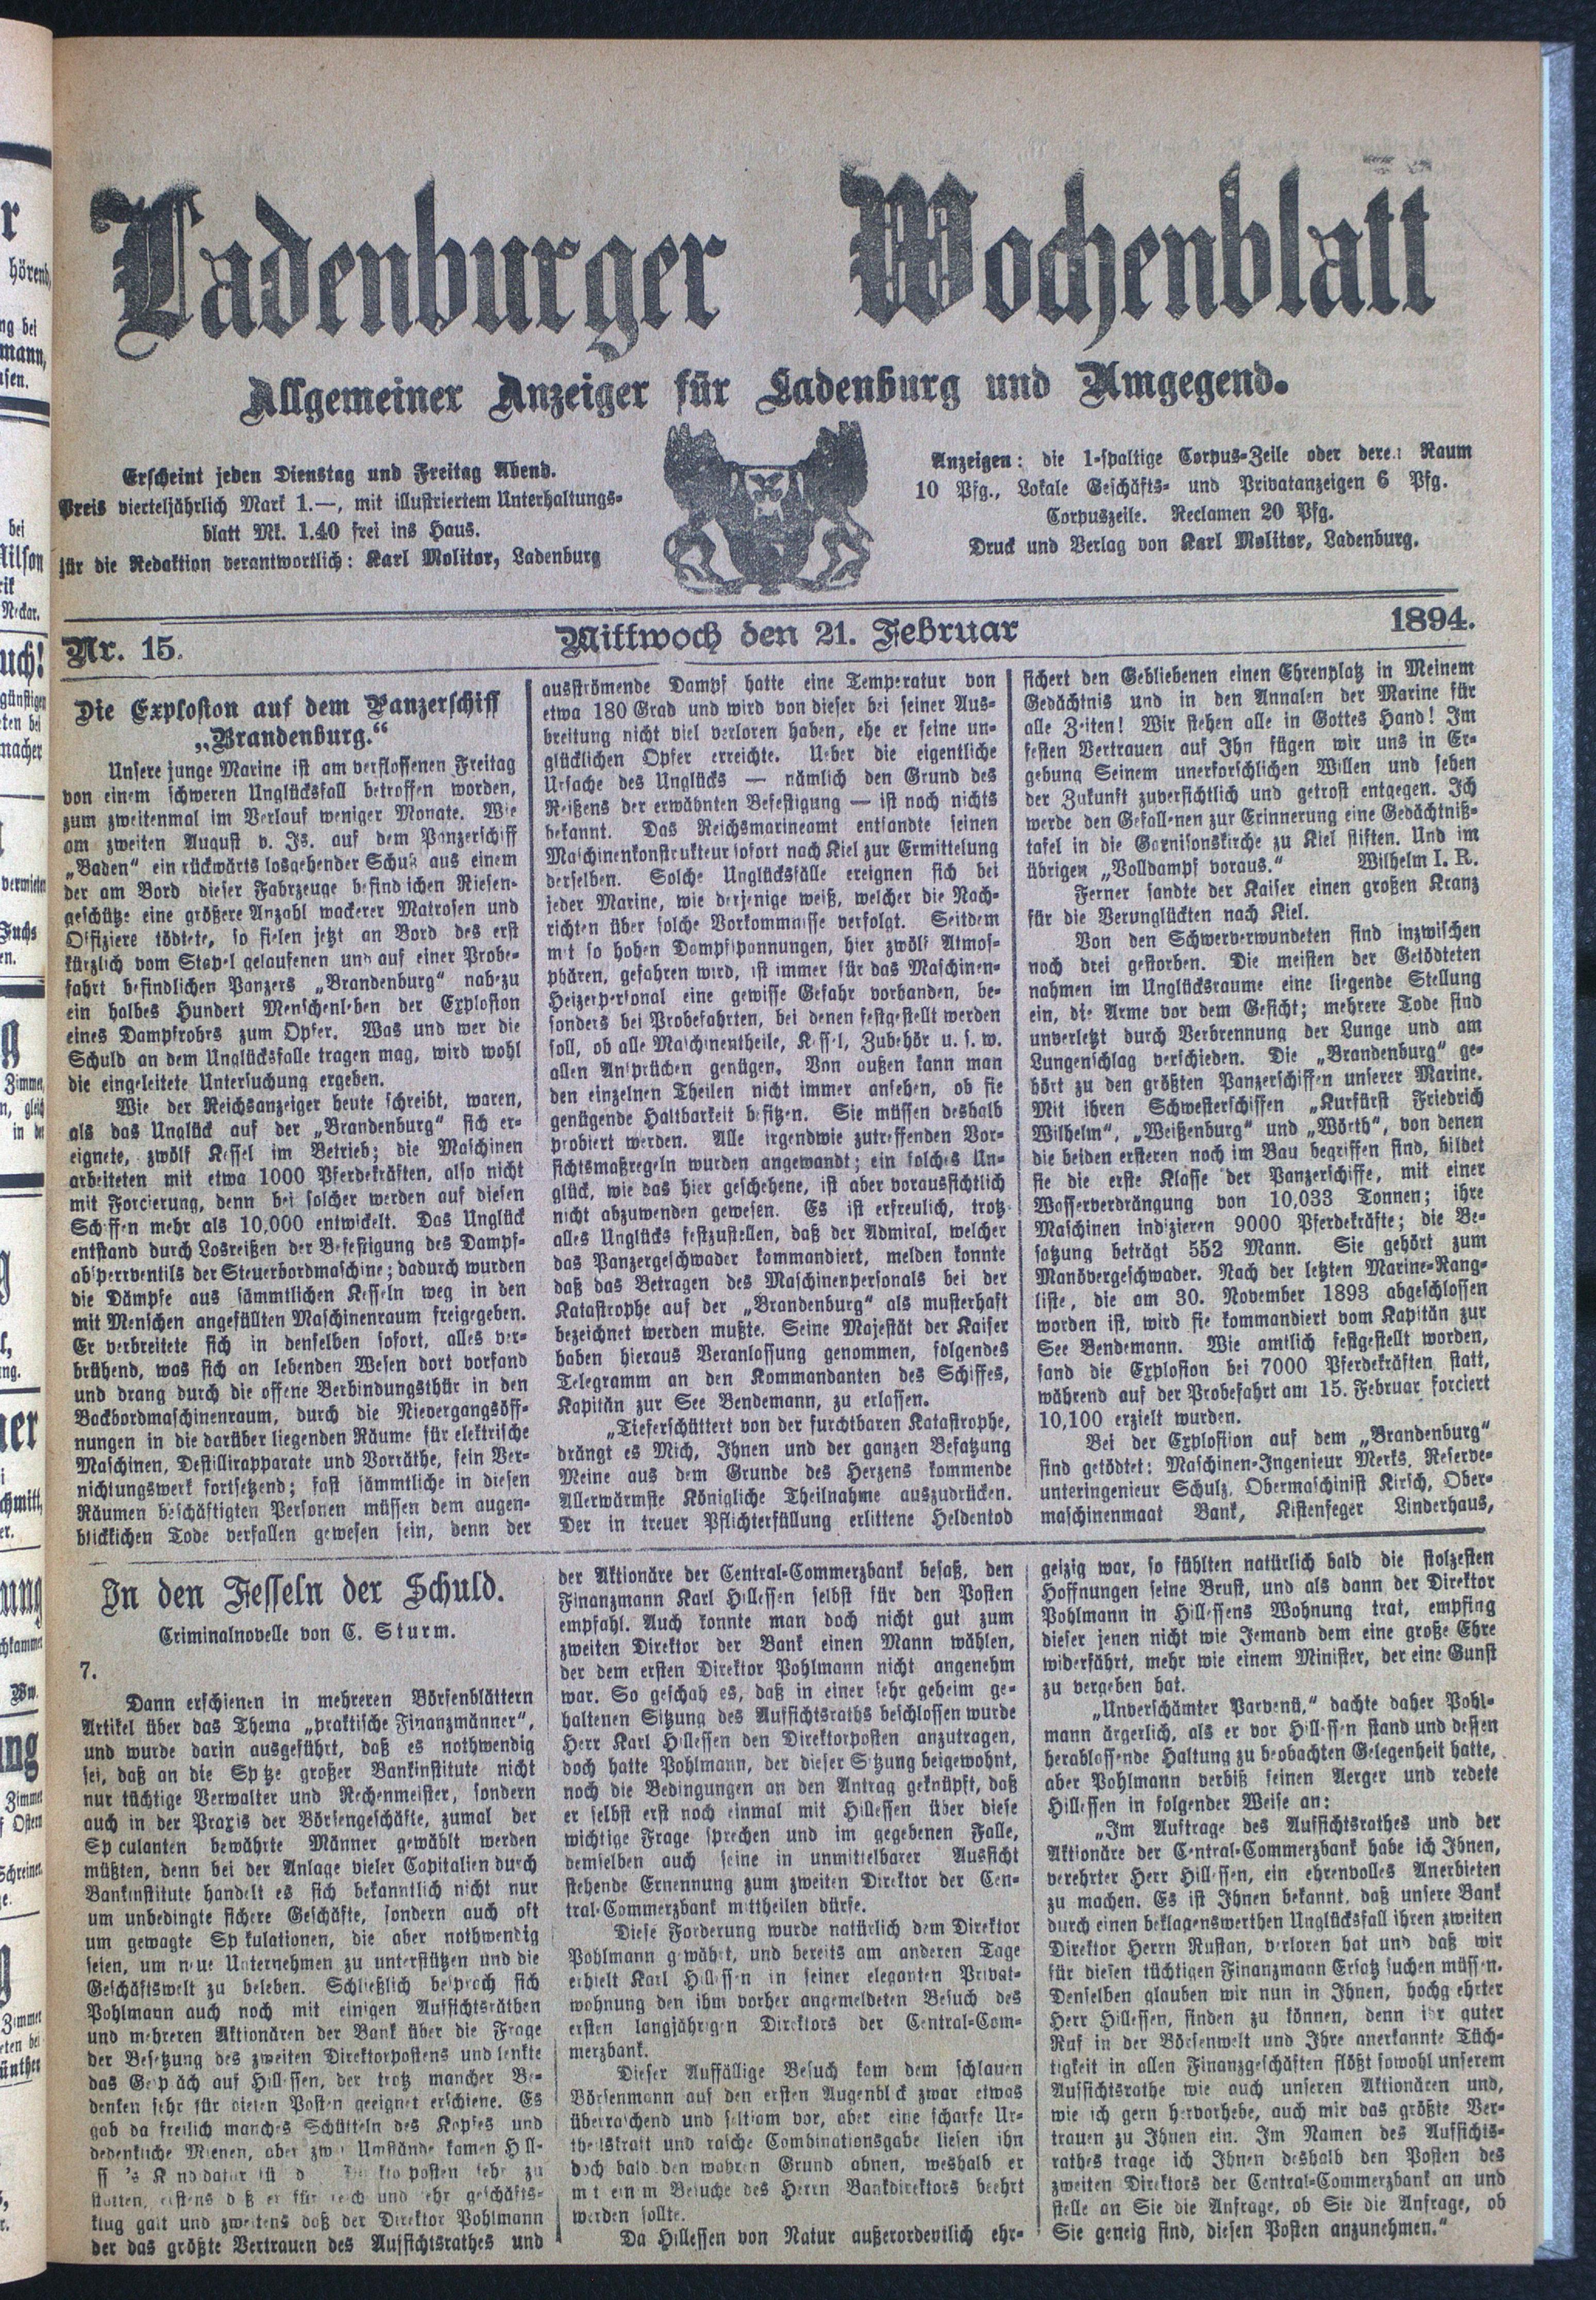 Ladenburger Wochenblatt
Allgemeiner Anzeiger für Ladenburg und Umgegend.
Erscheint jeden Dienstag und Freitag Abend.
Preis vierteljährlich Mark 1.—, mit illustriertem Unterhaltungs-
blatt Mk. 1.40 frei ins Haus.
für die Redaktion verantwortlich: Karl Molitor, Ladenburg
Anzeigen: die 1-spaltige Corpus-Zeile oder deren Raum
10 Pfg., Lokale Geschäfts- und Privatanzeigen 6 Pfg.
Corpuszeile. Reclamen 20 Pfg.
Druck und Verlag von Karl Molitor, Ladenburg.
Nr. 15.
Mittwoch den 21. Februar
1894.
Die Explosion auf dem Panzerschiff
„Brandenburg.“
Unsere junge Marine ist am verflossenen Freitag
von einem schweren Unglücksfall betroffen worden,
zum zweitenmal im Verlauf weniger Monate. Wie
am zweiten August v. Js. auf dem Panzerschiff
„Baden“ ein rückwärts losgehender Schuß aus einem
der am Bord dieser Fahrzeuge befindlichen Riesen-
geschütze eine größere Anzahl wackerer Matrosen und
Offiziere tödtete, so fielen jetzt an Bord des erst
kürzlich vom Stapel gelaufenen und auf einer Probe-
fahrt befindlichen Panzers „Brandenburg“ nahezu
ein halbes Hundert Menschenleben der Explosion
eines Dampfrohrs zum Opfer. Was und wer die
Schuld an dem Unglücksfalle tragen mag, wird wohl
die eingeleitete Untersuchung ergeben.
Wie der Reichsanzeiger heute schreibt, waren,
als das Unglück auf der „Brandenburg“ sich er-
eignete, zwölf Kessel im Betrieb; die Maschinen
arbeiteten mit etwa 1000 Pferdekräften, also nicht
mit Forcierung, denn bei solcher werden auf diesen
Schiffen mehr als 10,000 entwickelt. Das Unglück
entstand durch Losreißen der Befestigung des Dampf-
absperrventils der Steuerbordmaschine; dadurch wurden
die Dämpfe aus sämmtlichen Kesseln weg in den
mit Menschen angefüllten Maschinenraum freigegeben.
Er verbreitete sich in denselben sofort, alles ver-
brühend, was sich an lebenden Wesen dort vorfand
und drang durch die offene Verbindungsthür in den
Backbordmaschinenraum, durch die Niedergangsöff-
nungen in die darüber liegenden Räume für elektrische
Maschinen, Destillirapparate und Vorräthe, sein Ver-
nichtungswerk fortsetzend; fast sämmtliche in diesen
Räumen beschäftigten Personen müssen dem augen-
blicklichen Tode verfallen gewesen sein, denn der
ausströmende Dampf hatte eine Temperatur von
etwa 180 Grad und wird von dieser bei seiner Aus-
breitung nicht viel verloren haben, ehe er seine un-
glücklichen Opfer erreichte. Ueber die eigentliche
Ursache des Unglücks — nämlich den Grund des
Reißens der erwähnten Befestigung — ist noch nichts
bekannt. Das Reichsmarineamt entsandte seinen
Maschinenkonstrukteur sofort nach Kiel zur Ermittelung
derselben. Solche Unglücksfälle ereignen sich bei
jeder Marine, wie derjenige weiß, welcher die Nach-
richten über solche Vorkommnisse verfolgt. Seitdem
mit so hohen Dampfspannungen, hier zwölf Atmos-
phären, gefahren wird, ist immer für das Maschinen-
Heizerpersonal eine gewisse Gefahr vorhanden, be-
sonders bei Probefahrten, bei denen festgestellt werden
soll, ob alle Maschinentheile, Kessel, Zubehör u. s. w.
allen Ansprüchen genügen. Von außen kann man
den einzelnen Theilen nicht immer ansehen, ob sie
genügende Haltbarkeit besitzen. Sie müssen deshalb
probiert werden. Alle irgendwie zutreffenden Vor-
sichtsmaßregeln wurden angewandt; ein solches Un-
glück, wie das hier geschehene, ist aber voraussichtlich
nicht abzuwenden gewesen. Es ist erfreulich, trotz
alles Unglücks festzustellen, daß der Admiral, welcher
das Panzergeschwader kommandiert, melden konnte
daß das Betragen des Maschinenpersonals bei der
Katastrophe auf der „Brandenburg“ als musterhaft
bezeichnet werden mußte. Seine Majestät der Kaiser
haben hieraus Veranlassung genommen, folgendes
Telegramm an den Kommandanten des Schiffes,
Kapitän zur See Bendemann, zu erlassen.
„Tieferschüttert von der furchtbaren Katastrophe,
drängt es Mich, Ihnen und der ganzen Besatzung
Meine aus dem Grunde des Herzens kommende
Allerwärmste Königliche Theilnahme auszudrücken.
Der in treuer Pflichterfüllung erlittene Heldentod
sichert den Gebliebenen einen Ehrenplatz in Meinem
Gedächtnis und in den Annalen der Marine für
alle Zeiten! Wir stehen alle in Gottes Hand! Im
festen Vertrauen auf Ihn fügen wir uns in Er-
gebung Seinem unerforschlichen Willen und sehen
der Zukunft zuversichtlich und getrost entgegen. Ich
werde den Gefallenen zur Erinnerung eine Gedächtniß-
tafel in die Garnisonskirche zu Kiel stiften. Und im
übrigen „Volldampf voraus.“ Wilhelm I. R.
Ferner sandte der Kaiser einen großen Kranz
für die Verunglückten nach Kiel.
Von den Schwerverwundeten sind inzwischen
noch drei gestorben. Die meisten der Getödteten
nahmen im Unglücksraume eine liegende Stellung
ein, die Arme vor dem Gesicht; mehrere Tode sind
unverletzt durch Verbrennung der Lunge und am
Lungenschlag verschieden. Die „Brandenburg“ ge-
hört zu den größten Panzerschiffen unserer Marine.
Mit ihren Schwesterschiffen „Kurfürst Friedrich
Wilhelm“, „Weißenburg“ und „Wörth“, von denen
die beiden ersteren noch im Bau begriffen sind, bildet
sie die erste Klasse der Panzerschiffe, mit einer
Wasserverdrängung von 10,033 Tonnen; ihre
Maschinen indizieren 9000 Pferdekräfte; die Be-
satzung beträgt 552 Mann. Sie gehört zum
Manövergeschwader. Nach der letzten Marine-Rang-
liste, die am 30. November 1893 abgeschlossen
worden ist, wird sie kommandiert vom Kapitän zur
See Bendemann. Wie amtlich festgestellt worden,
fand die Explosion bei 7000 Pferdekräften statt,
während auf der Probefahrt am 15. Februar forciert
10,100 erzielt wurden.
Bei der Explostion auf dem „Brandenburg“
sind getödtet: Maschinen-Ingenieur Merks, Reserve-
unteringenieur Schulz, Obermaschinist Kirsch, Ober-
maschinenmaat Bank, Kistenfeger Linderhaus,
In den Fesseln der Schuld.
Criminalnovelle von C. Sturm.
7.
Dann erschienen in mehreren Börsenblättern
Artikel über das Thema „praktische Finanzmänner“,
und wurde darin ausgeführt, daß es nothwendig
sei, daß an die Sptze großer Bankinstitute nicht
nur tüchtige Verwalter und Rechenmeister, sondern
auch in der Praxis der Börsengeschäfte, zumal der
Sp culanten bewährte Männer gewählt werden
müßten, denn bei der Anlage vieler Capitalien durch
Bankinstitute handelt es sich bekanntlich nicht nur
um unbedingte sichere Geschäfte, sondern auch oft
um gewagte Sp kulationen, die aber nothwendig
seien, um neue Unternehmen zu unterstützen und die
Geschäftswelt zu beleben. Schließlich besprach sich
Pohlmann auch noch mit einigen Aufsichtsräthen
und mehreren Aktionären der Bank über die Frage
der Besetzung des zweiten Direktorpostens und lenkte
das Gespäch auf Hillessen, der trotz mancher Be-
denken sehr für diesen Posten geeignet erschiene. Es
gab da freilich manches Schütteln des Kopfes und
bedenkliche Mienen, aber zwei Umstände kamen Hill-
posten sehr zu
statten, erstens daß er für reich und sehr geschäfts-
klug galt und zweitens daß der Direktor Pohlmann
der das größte Vertrauen des Aufsichtsrathes und
der Aktionäre der Central-Commerzbank besaß, den
Finanzmann Karl Hillessen selbst für den Posten
empfahl. Auch konnte man doch nicht gut zum
zweiten Direktor der Bank einen Mann wählen,
der dem ersten Direktor Pohlmann nicht angenehm
war. So geschah es, daß in einer sehr geheim ge-
haltenen Sitzung des Aufsichtsraths beschlossen wurde
Herr Karl Hillessen den Direktorposten anzutragen,
doch hatte Pohlmann, der dieser Sitzung beigewohnt,
noch die Bedingungen an den Antrag geknüpft, daß
er selbst erst noch einmal mit Hillessen über diese
wichtige Frage sprechen und im gegebenen Falle,
demselben auch seine in unmittelbarer Aussicht
stehende Ernennung zum zweiten Direktor der Cen-
tral-Commerzbank mittheilen dürfe.
Diese Forderung wurde natürlich dem Direktor
Pohlmann gewährt, und bereits am anderen Tage
erhielt Karl Hillessen in seiner eleganten Privat-
wohnung den ihm vorher angemeldeten Besuch des
ersten langjährigen Direktors der Central-Com-
merzbank.
Dieser Auffällige Besuch kam dem schlauen
Börsenmann auf den ersten Augenblick zwar etwas
überraschend und seltsam vor, aber eine scharfe Ur-
theilskraft und rasche Combinationsgabe liesen ihn
doch bald den wahren Grund ahnen, weshalb er
mit einem Besuche des Herrn Bankdirektors beehrt
werden sollte.
Da Hillessen von Natur außerordentlich ehr-
geizig war, so fühlten natürlich bald die stolzesten
Hoffnungen seine Brust, und als dann der Direktor
Pohlmann in Hillessens Wohnung trat, empfing
dieser jenen nicht wie Jemand dem eine große Ehre
widerfährt, mehr wie einem Minister, der eine Gunst
zu vergeben hat.
„Unverschämter Parvenü,“ dachte daher Pohl-
mann ärgerlich, als er vor Hillessen stand und dessen
herablassende Haltung zu beobachten Gelegenheit hatte,
aber Pohlmann verbiß seinen Aerger und redete
Hillessen in folgender Weise an:
„Im Auftrage des Aufsichtsrathes und der
Aktionäre der Central-Commerzbank habe ich Ihnen,
verehrter Herr Hillessen, ein ehrenvolles Anerbieten
zu machen. Es ist Ihnen bekannt, daß unsere Bank
durch einen beklagenswerthen Unglücksfall ihren zweiten
Direktor Herrn Rustan, verloren hat und daß wir
für diesen tüchtigen Finanzmann Ersatz suchen müssen.
Denselben glauben wir nun in Ihnen, hochg ehrter
Herr Hillessen, finden zu können, denn ihr guter
Ruf in der Börsenwelt und Ihre anerkannte Tüch-
tigkeit in allen Finanzgeschäften flößt sowohl unserem
Aufsichtsrathe wie auch unseren Aktionären und,
wie ich gern hervorhebe, auch mir das größte Ver-
trauen zu Ihnen ein. Im Namen des Aufsichts-
rathes trage ich Ihnen deshalb den Posten des
zweiten Direktors der Central-Commerzbank an und
stelle an Sie die Anfrage, ob Sie die Anfrage, ob
Sie geneig sind, diesen Posten anzunehmen.“